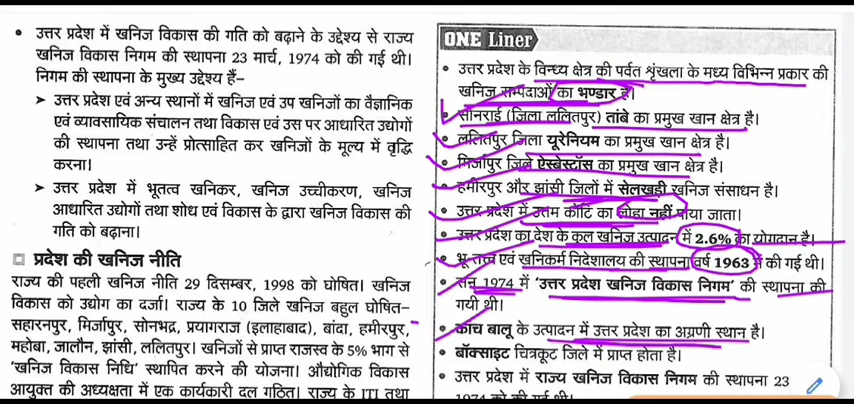 • उत्तर प्रदेश में खनिज विकास की गति को बढ़ाने के उद्देश्य से राज्य
खनिज विकास निगम की स्थापना 23 मार्च, 1974 को की गई थी।
निगम की स्थापना के मुख्य उद्देश्य हैं–
➤ उत्तर प्रदेश एवं अन्य स्थानों में खनिज एवं उप खनिजों का वैज्ञानिक
एवं व्यावसायिक संचालन तथा विकास एवं उस पर आधारित उद्योगों
की स्थापना तथा उन्हें प्रोत्साहित कर खनिजों के मूल्य में वृद्धि
करना।
➤ उत्तर प्रदेश में भूतत्व खनिकर, खनिज उच्चीकरण, खनिज
आधारित उद्योगों तथा शोध एवं विकास के द्वारा खनिज विकास की
गति को बढ़ाना।
प्रदेश की खनिज नीति
राज्य की पहली खनिज नीति 29 दिसम्बर, 1998 को घोषित। खनिज
विकास को उद्योग का दर्जा। राज्य के 10 जिले खनिज बहुल घोषित–
सहारनपुर, मिर्जापुर, सोनभद्र, प्रयागराज (इलाहाबाद), बांदा, हमीरपुर,
महोबा, जालौन, झांसी, ललितपुर। खनिजों से प्राप्त राजस्व के 5% भाग से
'खनिज विकास निधि' स्थापित करने की योजना। औद्योगिक विकास
आयुक्त की अध्यक्षता में एक कार्यकारी दल गठित। राज्य के ITI तथा
ONE Liner
• उत्तर प्रदेश के विन्ध्य क्षेत्र की पर्वत शृंखला के मध्य विभिन्न प्रकार की
खनिज सम्पदाओं का भण्डार है।
• सोनराई (जिला ललितपुर) तांबे का प्रमुख खान क्षेत्र है।
• ललितपुर जिला यूरेनियम का प्रमुख खान क्षेत्र है।
• मिर्जापुर जिले ऐस्बेस्टॉस का प्रमुख खान क्षेत्र है।
• हमीरपुर और झांसी जिलों में सेलखड़ी खनिज संसाधन है।
• उत्तर प्रदेश में उत्तम कोटि का लोहा नहीं पाया जाता।
• उत्तर प्रदेश का देश के कुल खनिज उत्पादन में 2.6% का योगदान है।
• भू-तत्व एवं खनिकर्म निदेशालय की स्थापना वर्ष 1963 में की गई थी।
• सन् 1974 में 'उत्तर प्रदेश खनिज विकास निगम' की स्थापना की
गयी थी।
• काँच बालू के उत्पादन में उत्तर प्रदेश का अग्रणी स्थान है।
• बॉक्साइट चित्रकूट जिले में प्राप्त होता है।
• उत्तर प्रदेश में राज्य खनिज विकास निगम की स्थापना 23
1974 को की गई थी।